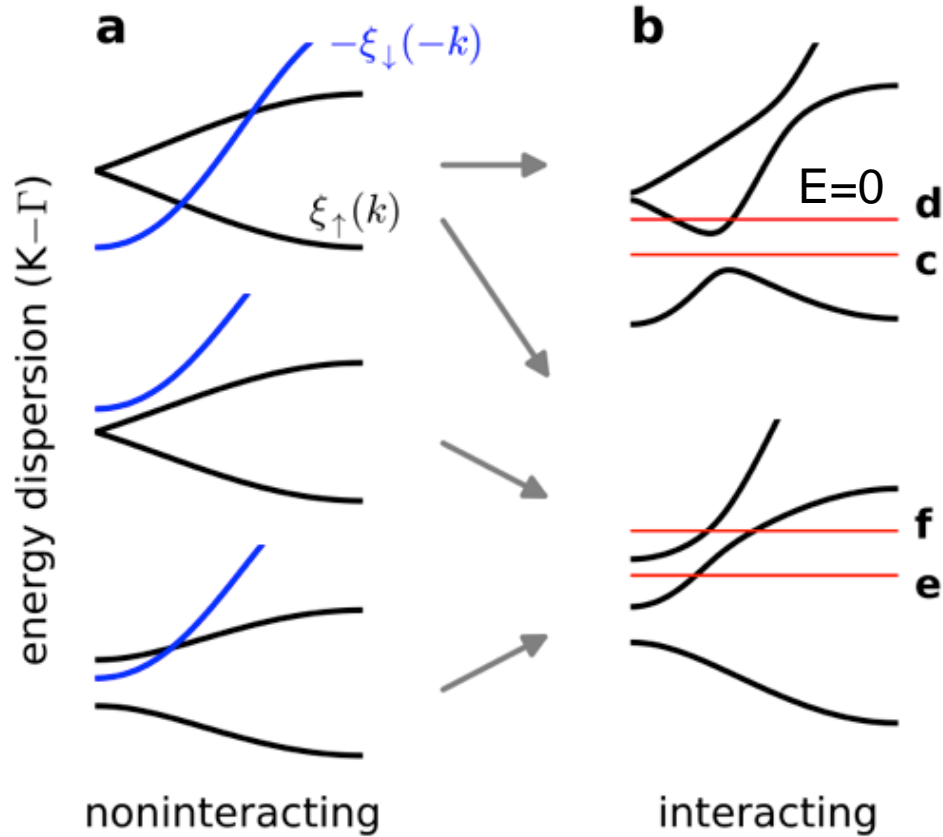 a
b
−ξ↓(−k)
ξ↑(k)
E=0
d
c
f
e
energy dispersion (K−Γ)
noninteracting
interacting